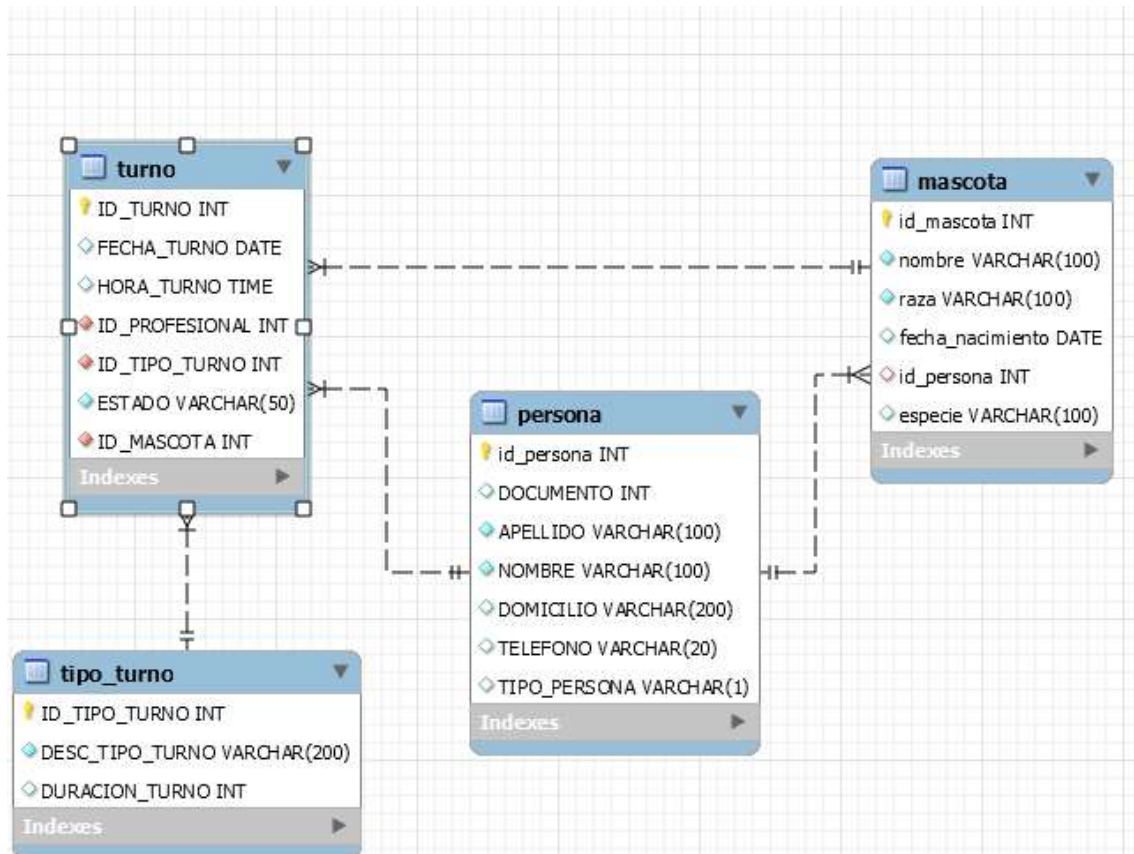 turno
ID_TURNO INT
FECHA_TURNO DATE
HORA_TURNO TIME
ID_PROFESIONAL INT
ID_TIPO_TURNO INT
ESTADO VARCHAR(50)
ID_MASCOTA INT
Indexes
mascota
id_mascota INT
nombre VARCHAR(100)
raza VARCHAR(100)
fecha_nacimiento DATE
id_persona INT
especie VARCHAR(100)
Indexes
persona
id_persona INT
DOCUMENTO INT
APELLIDO VARCHAR(100)
NOMBRE VARCHAR(100)
DOMICILIO VARCHAR(200)
TELEFONO VARCHAR(20)
TIPO_PERSONA VARCHAR(1)
Indexes
tipo_turno
ID_TIPO_TURNO INT
DESC_TIPO_TURNO VARCHAR(200)
DURACION_TURNO INT
Indexes